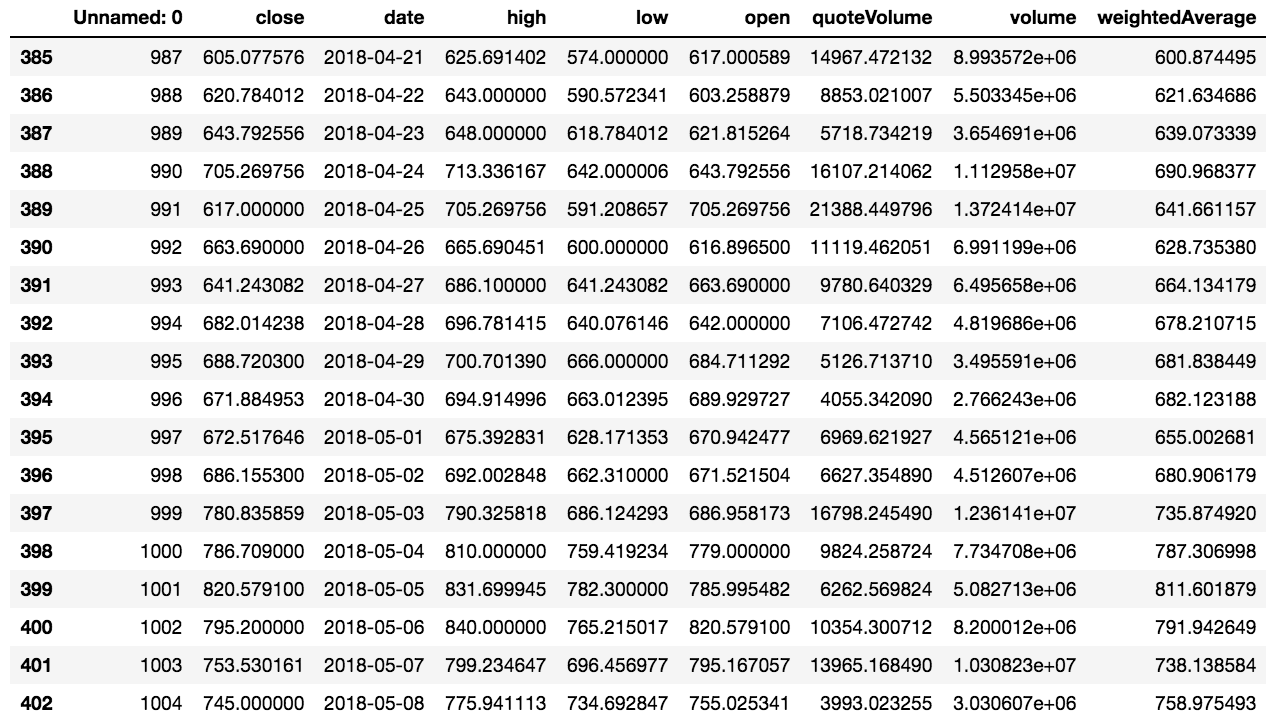 Unnamed: 0 close date high low open quoteVolume volume weightedAverage
385 987 605.077576 2018-04-21 625.691402 574.000000 617.000589 14967.472132 8.993572e+06 600.874495
386 988 620.784012 2018-04-22 643.000000 590.572341 603.258879 8853.021007 5.503345e+06 621.634686
387 989 643.792556 2018-04-23 648.000000 618.784012 621.815264 5718.734219 3.654691e+06 639.073339
388 990 705.269756 2018-04-24 713.336167 642.000006 643.792556 16107.214062 1.112958e+07 690.968377
389 991 617.000000 2018-04-25 705.269756 591.208657 705.269756 21388.449796 1.372414e+07 641.661157
390 992 663.690000 2018-04-26 665.690451 600.000000 616.896500 11119.462051 6.991199e+06 628.735380
391 993 641.243082 2018-04-27 686.100000 641.243082 663.690000 9780.640329 6.495658e+06 664.134179
392 994 682.014238 2018-04-28 696.781415 640.076146 642.000000 7106.472742 4.819686e+06 678.210715
393 995 688.720300 2018-04-29 700.701390 666.000000 684.711292 5126.713710 3.495591e+06 681.838449
394 996 671.884953 2018-04-30 694.914996 663.012395 689.929727 4055.342090 2.766243e+06 682.123188
395 997 672.517646 2018-05-01 675.392831 628.171353 670.942477 6969.621927 4.565121e+06 655.002681
396 998 686.155300 2018-05-02 692.002848 662.310000 671.521504 6627.354890 4.512607e+06 680.906179
397 999 780.835859 2018-05-03 790.325818 686.124293 686.958173 16798.245490 1.236141e+07 735.874920
398 1000 786.709000 2018-05-04 810.000000 759.419234 779.000000 9824.258724 7.734708e+06 787.306998
399 1001 820.579100 2018-05-05 831.699945 782.300000 785.995482 6262.569824 5.082713e+06 811.601879
400 1002 795.200000 2018-05-06 840.000000 765.215017 820.579100 10354.300712 8.200012e+06 791.942649
401 1003 753.530161 2018-05-07 799.234647 696.456977 795.167057 13965.168490 1.030823e+07 738.138584
402 1004 745.000000 2018-05-08 775.941113 734.692847 755.025341 3993.023255 3.030607e+06 758.975493